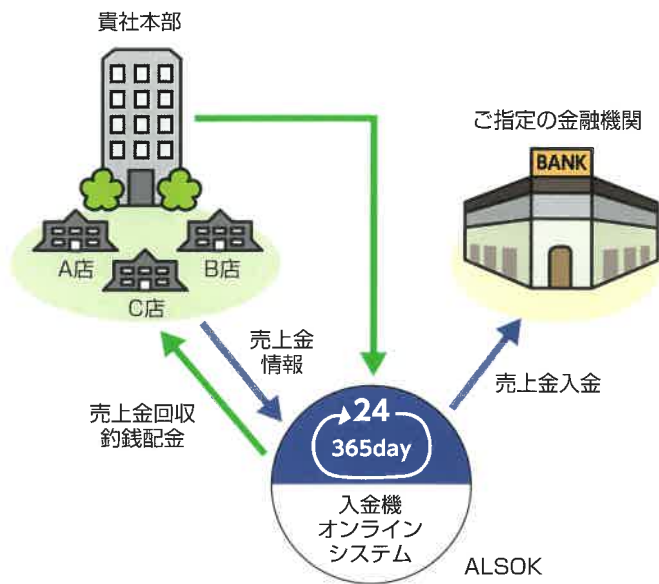 貴社本部
ご指定の金融機関
BANK
A店
B店
C店
売上金
情報
売上金入金
売上金回収
釣銭配金
24
365day
入金機
オンライン
システム
ALSOK